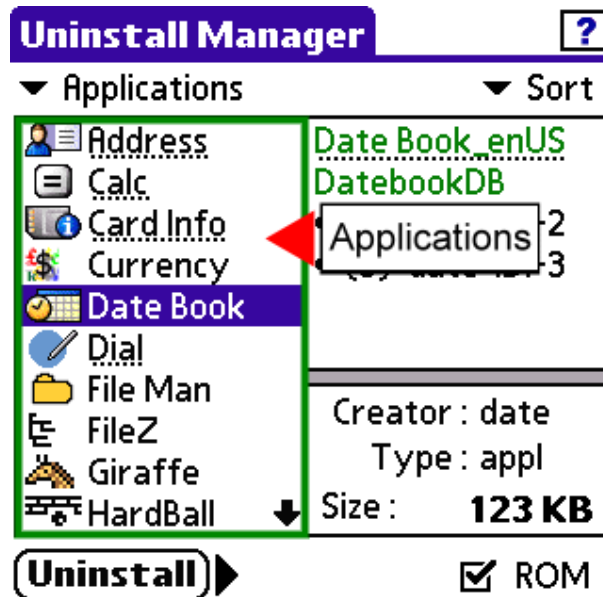 Uninstall Manager
?
Applications
Sort
Address
Calc
Card Info
Currency
Date Book
Dial
File Man
FileZ
Giraffe
HardBall
Date Book_enUS
DatebookDB
-2
-3
Applications
Creator : date
Type : appl
Size : 123 KB
Uninstall
ROM